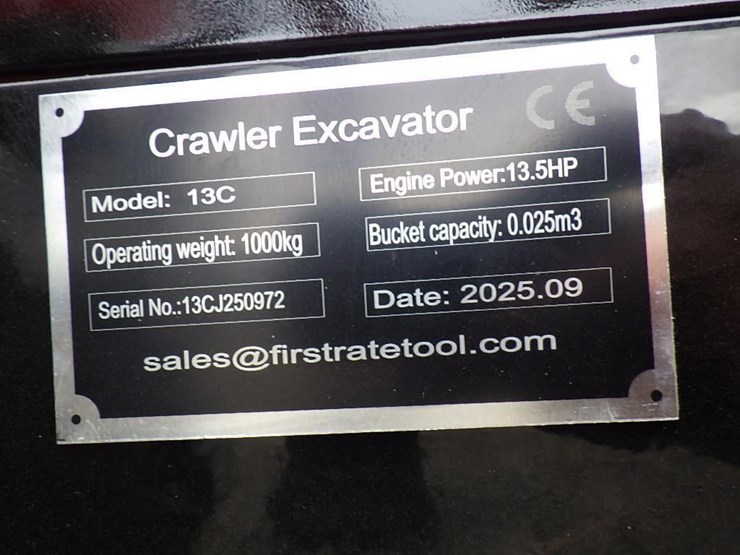 Crawler Excavator CE
Model: 13C
Engine Power:13.5HP
Operating weight: 1000kg
Bucket capacity: 0.025m3
Serial No.:13CJ250972
Date: 2025.09
sales@firstratetool.com